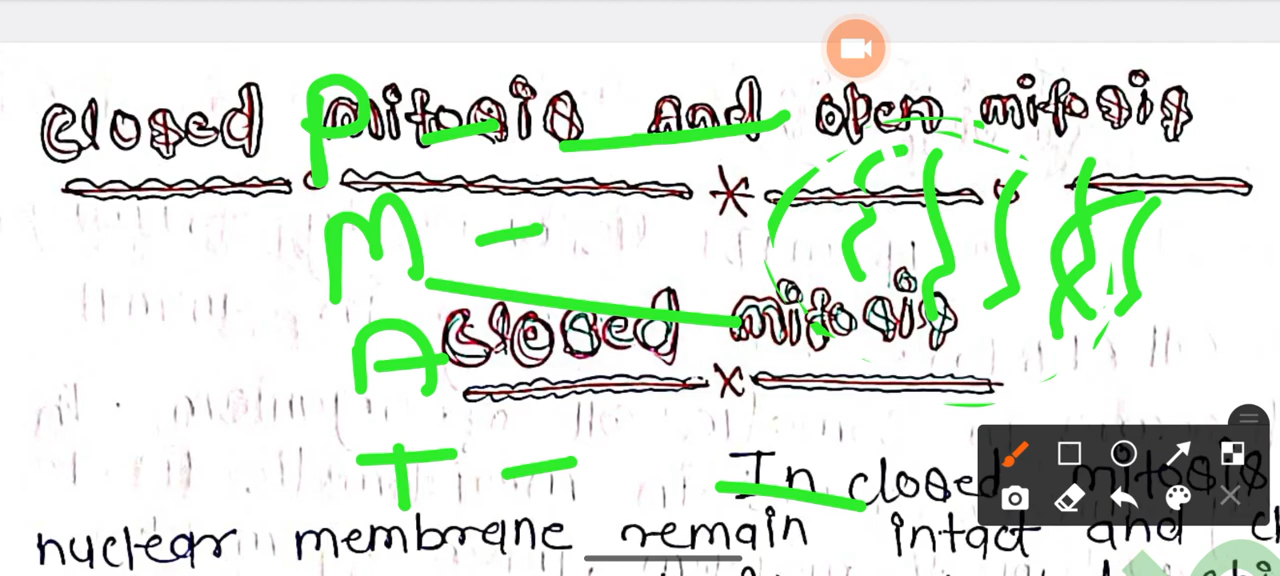 closed mitosis and open mitosis
P
M
closed mitosis
A
T
In closed mitosis
nuclear membrane remain intact and